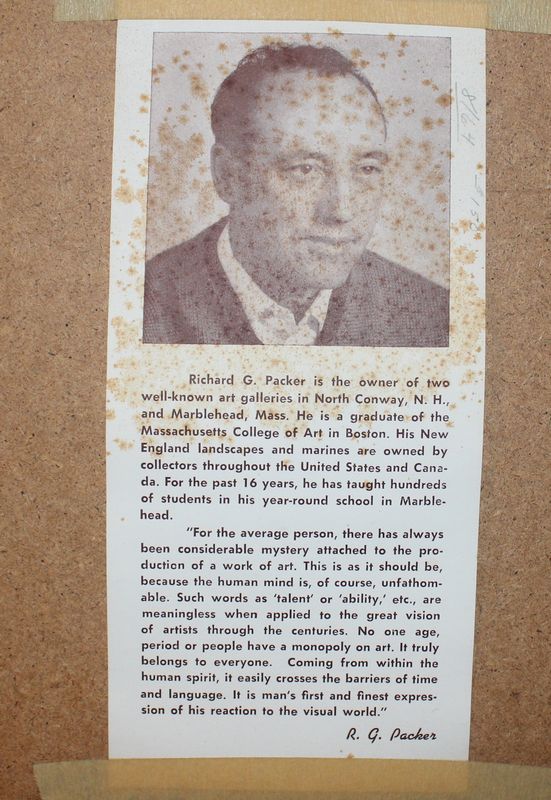 8/64
Richard G. Packer is the owner of two
well-known art galleries in North Conway, N. H.,
and Marblehead, Mass. He is a graduate of the
Massachusetts College of Art in Boston. His New
England landscapes and marines are owned by
collectors throughout the United States and Cana-
da. For the past 16 years, he has taught hundreds
of students in his year-round school in Marble-
head.
"For the average person, there has always
been considerable mystery attached to the pro-
duction of a work of art. This is as it should be,
because the human mind is, of course, unfathom-
able. Such words as 'talent' or 'ability,' etc., are
meaningless when applied to the great vision
of artists through the centuries. No one age,
period or people have a monopoly on art. It truly
belongs to everyone. Coming from within the
human spirit, it easily crosses the barriers of time
and language. It is man's first and finest expres-
sion of his reaction to the visual world."
R. G. Packer